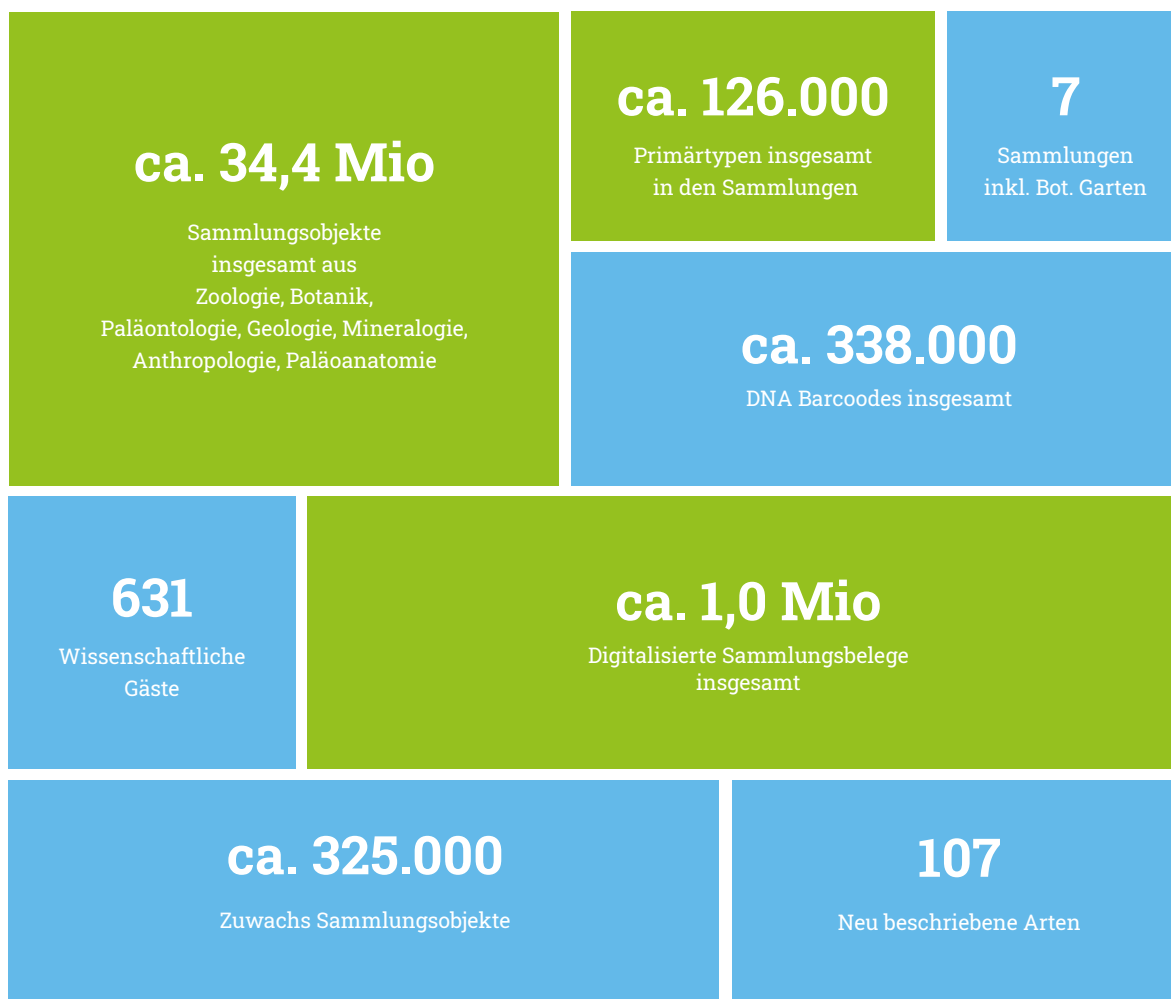 ca. 34,4 Mio
Sammlungsobjekte
insgesamt aus
Zoologie, Botanik,
Paläontologie, Geologie, Mineralogie,
Anthropologie, Paläoanatomie
ca. 126.000
Primärtypen insgesamt
in den Sammlungen
7
Sammlungen
inkl. Bot. Garten
ca. 338.000
DNA Barcoodes insgesamt
631
Wissenschaftliche
Gäste
ca. 1,0 Mio
Digitalisierte Sammlungsbelege
insgesamt
ca. 325.000
Zuwachs Sammlungsobjekte
107
Neu beschriebene Arten